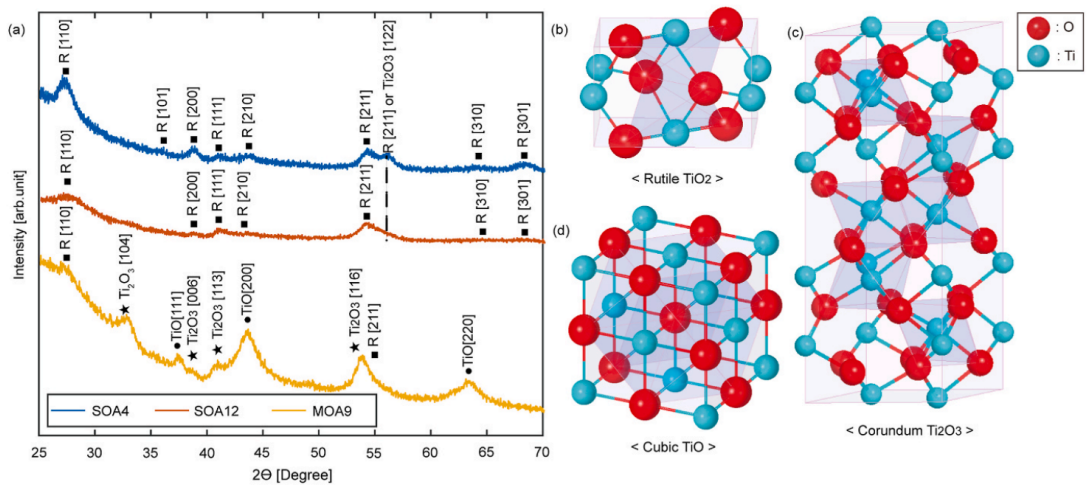 (a)
R [110]
R [101]
R [200]
R [111]
R [210]
R [211]
R [211] or Ti2O3 [122]
R [310]
R [301]
R [110]
R [200]
R [111]
R [210]
R [211]
R [310]
R [301]
R [110]
Ti2O3 [104]
TiO[111]
Ti2O3 [006]
Ti2O3 [113]
TiO[200]
Ti2O3 [116]
R [211]
TiO[220]
Intensity [arb.unit]
SOA4 SOA12 MOA9
25 30 35 40 45 50 55 60 65 70
2Θ [Degree]
(b)
< Rutile TiO2 >
(d)
< Cubic TiO >
(c)
< Corundum Ti2O3 >
: O
: Ti